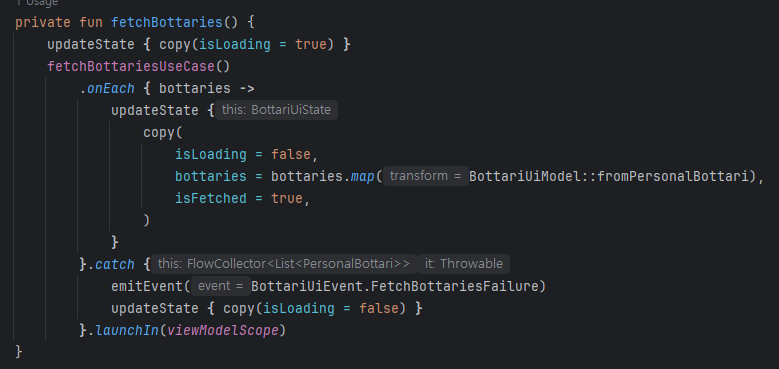 1 Usage
private fun fetchBottaries() {
    updateState { copy(isLoading = true) }
    fetchBottariesUseCase()
        .onEach { bottaries ->
            updateState { this: BottariUiState
                copy(
                    isLoading = false,
                    bottaries = bottaries.map( transform = BottariUiModel::fromPersonalBottari),
                    isFetched = true,
                )
            }
        }.catch { this: FlowCollector<List<PersonalBottari>> it: Throwable
            emitEvent( event = BottariUiEvent.FetchBottariesFailure)
            updateState { copy(isLoading = false) }
        }.launchIn(viewModelScope)
}